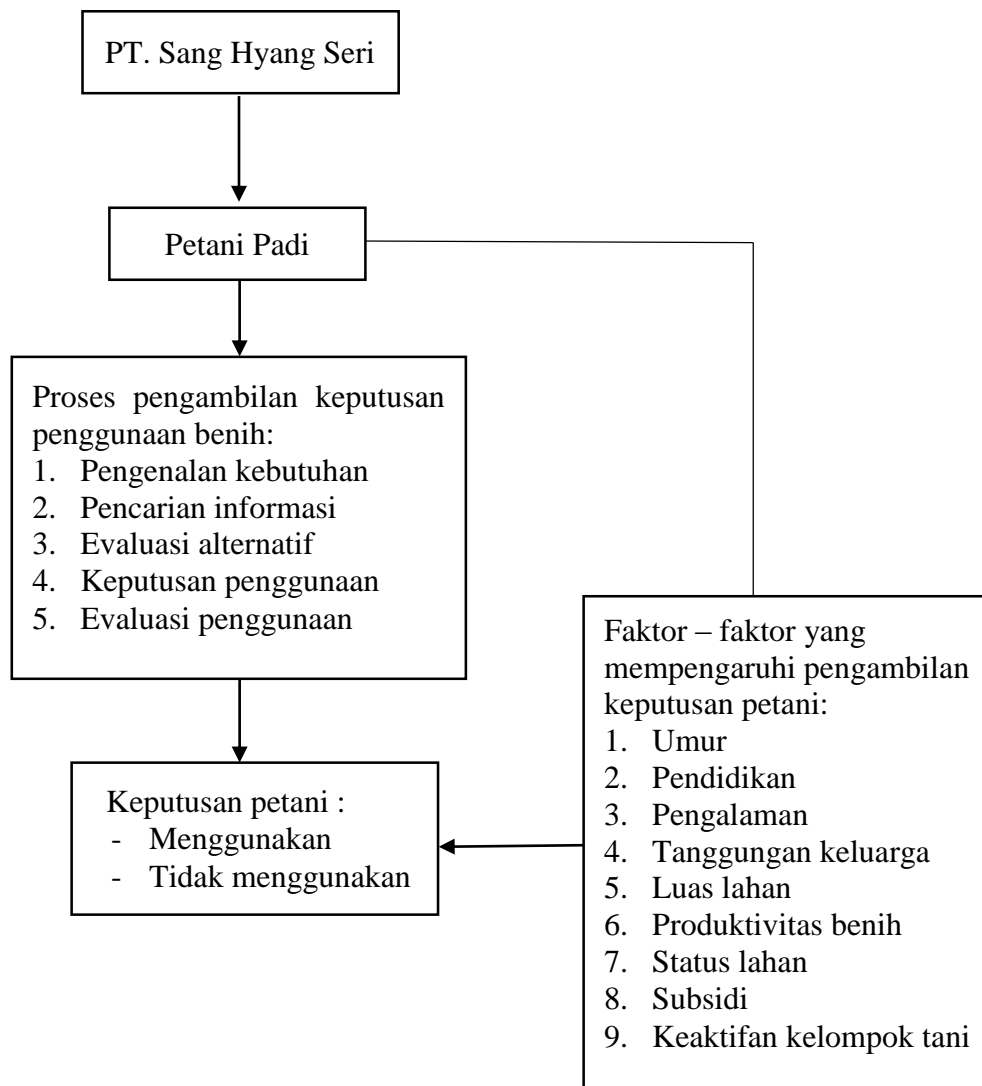 PT. Sang Hyang Seri
Petani Padi
Proses pengambilan keputusan
penggunaan benih:
1. Pengenalan kebutuhan
2. Pencarian informasi
3. Evaluasi alternatif
4. Keputusan penggunaan
5. Evaluasi penggunaan
Faktor – faktor yang
mempengaruhi pengambilan
keputusan petani:
1. Umur
2. Pendidikan
3. Pengalaman
4. Tanggungan keluarga
5. Luas lahan
6. Produktivitas benih
7. Status lahan
8. Subsidi
9. Keaktifan kelompok tani
Keputusan petani :
- Menggunakan
- Tidak menggunakan